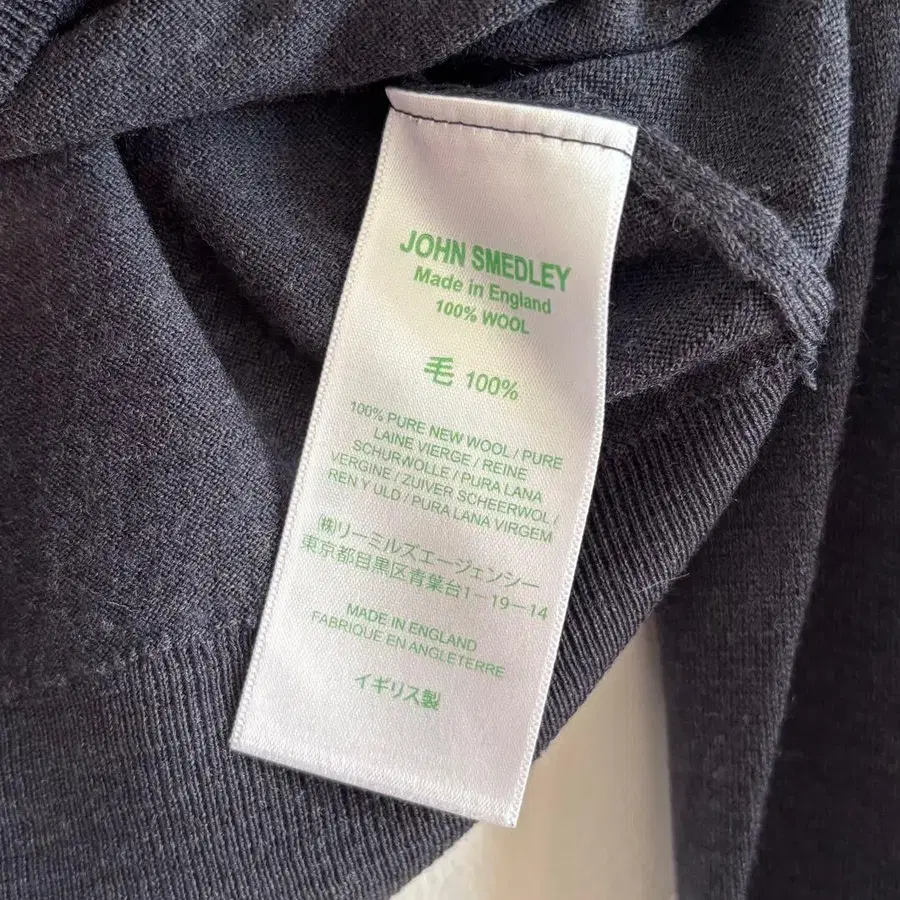 JOHN SMEDLEY
Made in England
100% WOOL
毛 100%
100% PURE NEW WOOL / PURE
LAINE VIERGE / REINE
SCHURWOLLE / PURA LANA
VERGINE / ZUIVER SCHEERWOL /
REN Y ULD / PURA LANA VIRGEM
㈱リーミルズエージェンシー
東京都目黒区青葉台1-19-14
MADE IN ENGLAND
FABRIQUE EN ANGLETERRE
イギリス製